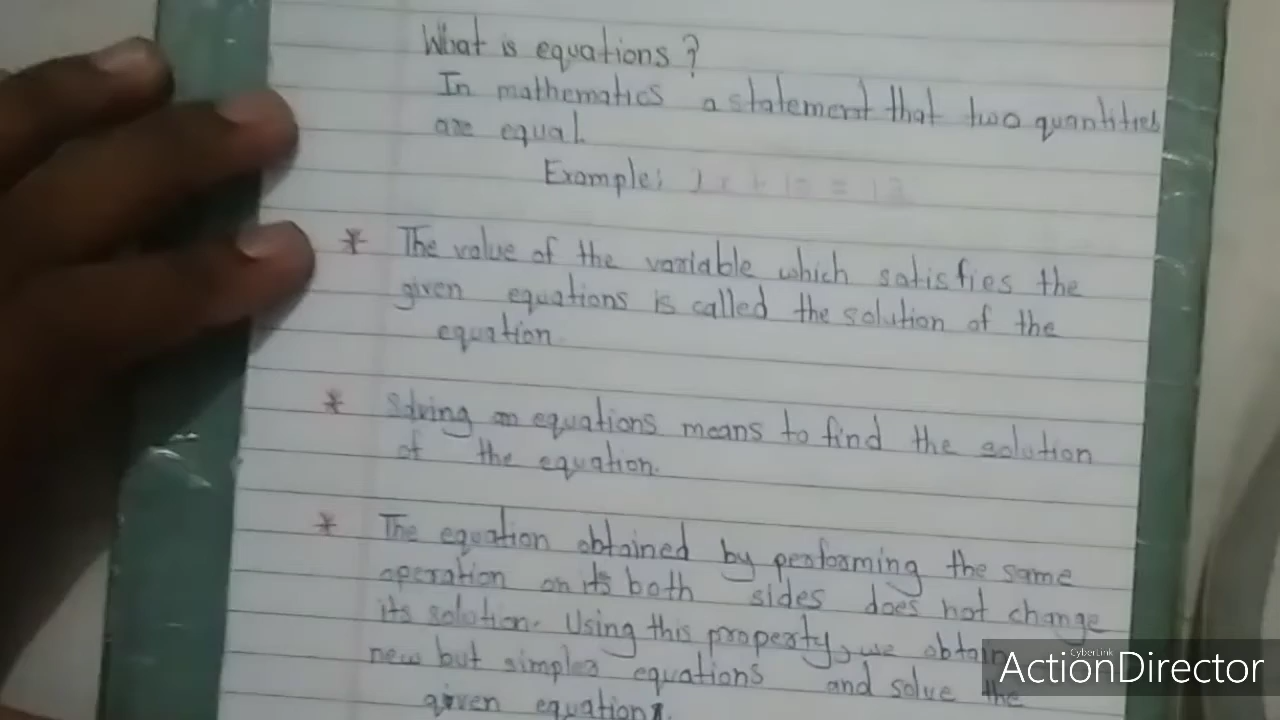 What is equations?
In mathematics a statement that two quantities
are equal.
Example:
* The value of the variable which satisfies the
given equations is called the solution of the
equation.
* Solving an equations means to find the solution
of the equation.
* The equation obtained by performing the same
operation on its both sides does not change
its solution. Using this property, we obtain
new but simpler equations and solve the
given equation.
CyberLink
ActionDirector